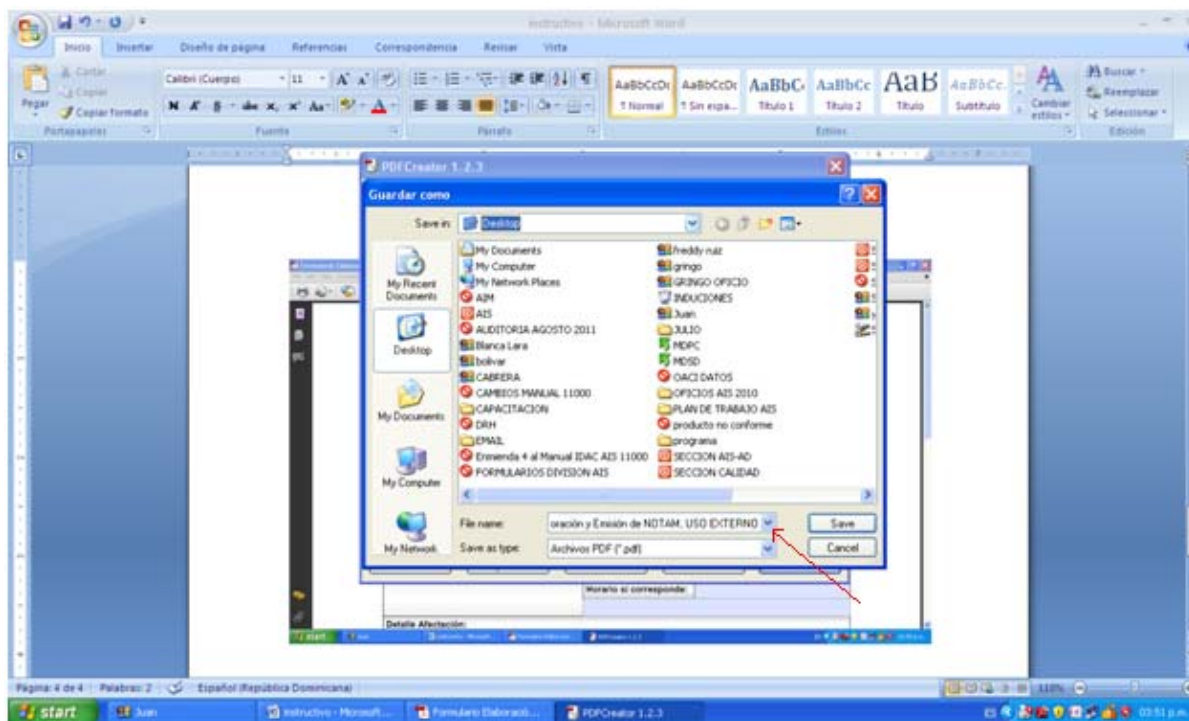 instructivo - Microsoft Word
Inicio Insertar Diseño de página Referencias Correspondencia Revisar Vista
Pegar
Cortar
Copiar
Copiar formato
Portapapeles
Calibri (Cuerpo) 11
Fuente
Párrafo
AaBbCcDc AaBbCcDc AaBbC AaBbCc AaB AaBbCc.
¶ Normal ¶ Sin espa... Título 1 Título 2 Título Subtítulo
Cambiar estilos
Estilos
Buscar
Reemplazar
Seleccionar
Edición
PDFCreator 1.2.3
Guardar como
Save in: Desktop
My Recent Documents
Desktop
My Documents
My Computer
My Network
My Documents
My Computer
My Network Places
AIM
AIS
AUDITORIA AGOSTO 2011
Blanca Lara
bolivar
CABRERA
CAMBIOS MANUAL 11000
CAPACITACION
DRH
EMAIL
Enmienda 4 al Manual IDAC AIS 11000
FORMULARIOS DIVISION AIS
freddy ruiz
gringo
GRINGO OFICIO
INDUCIONES
Juan
JULIO
MDPC
MDSD
OACI DATOS
OFICIOS AIS 2010
PLAN DE TRABAJO AIS
producto no conforme
programa
SECCION AIS-AD
SECCION CALIDAD
File name: oración y Emisión de NOTAM, USO EXTERNO
Save
Save as type: Archivos PDF (*.pdf)
Cancel
Horario si corresponde:
Detalle Afectación:
start
Página: 4 de 4 Palabras: 2 Español (República Dominicana) 110%
start Juan instructivo - Microsoft ... Formulario Elaboració... PDFCreator 1.2.3 ES 03:51 p.m.